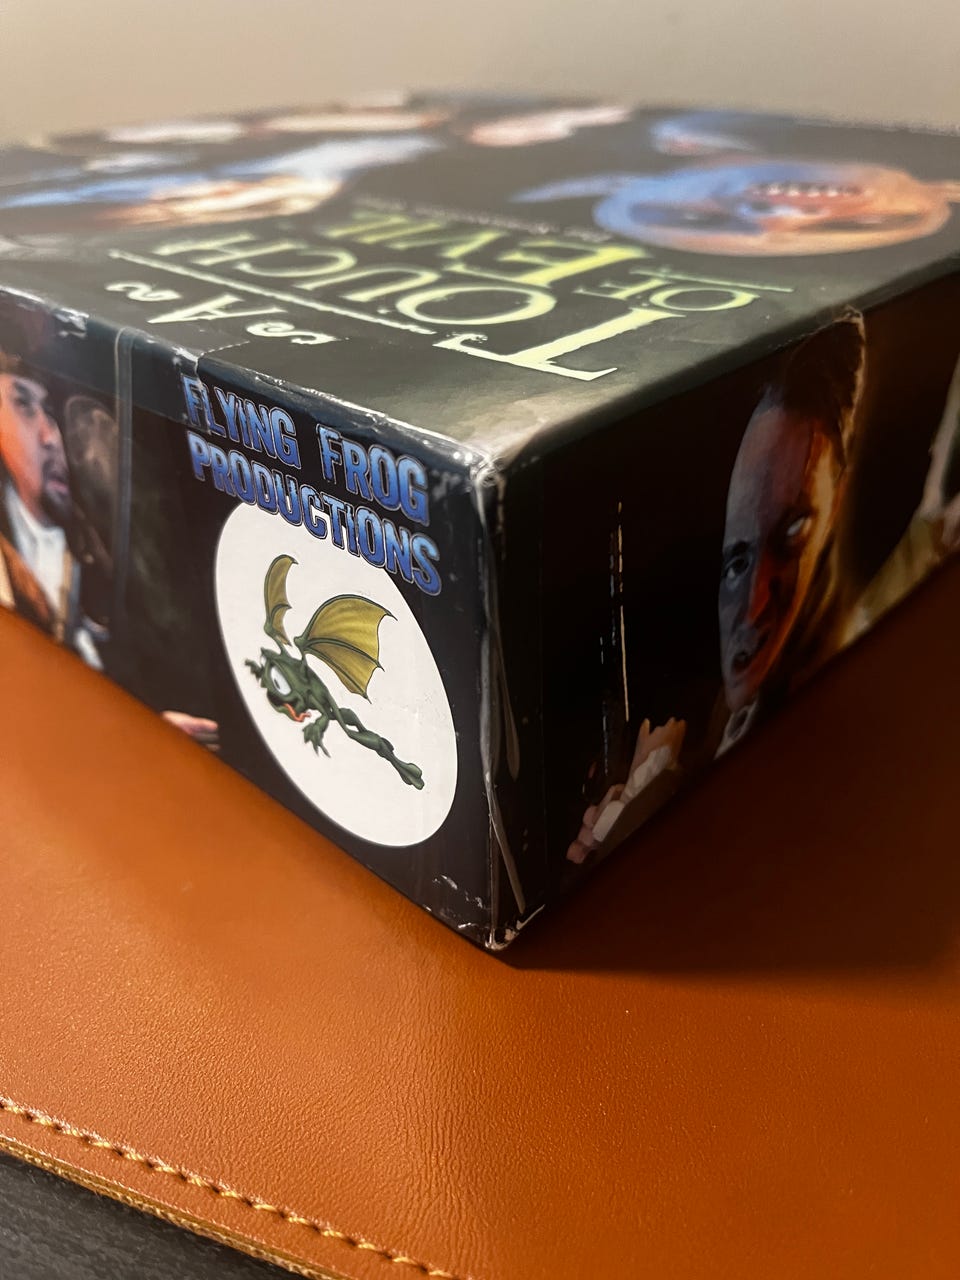 A
TOUCH
OF EVIL
FLYING FROG
PRODUCTIONS